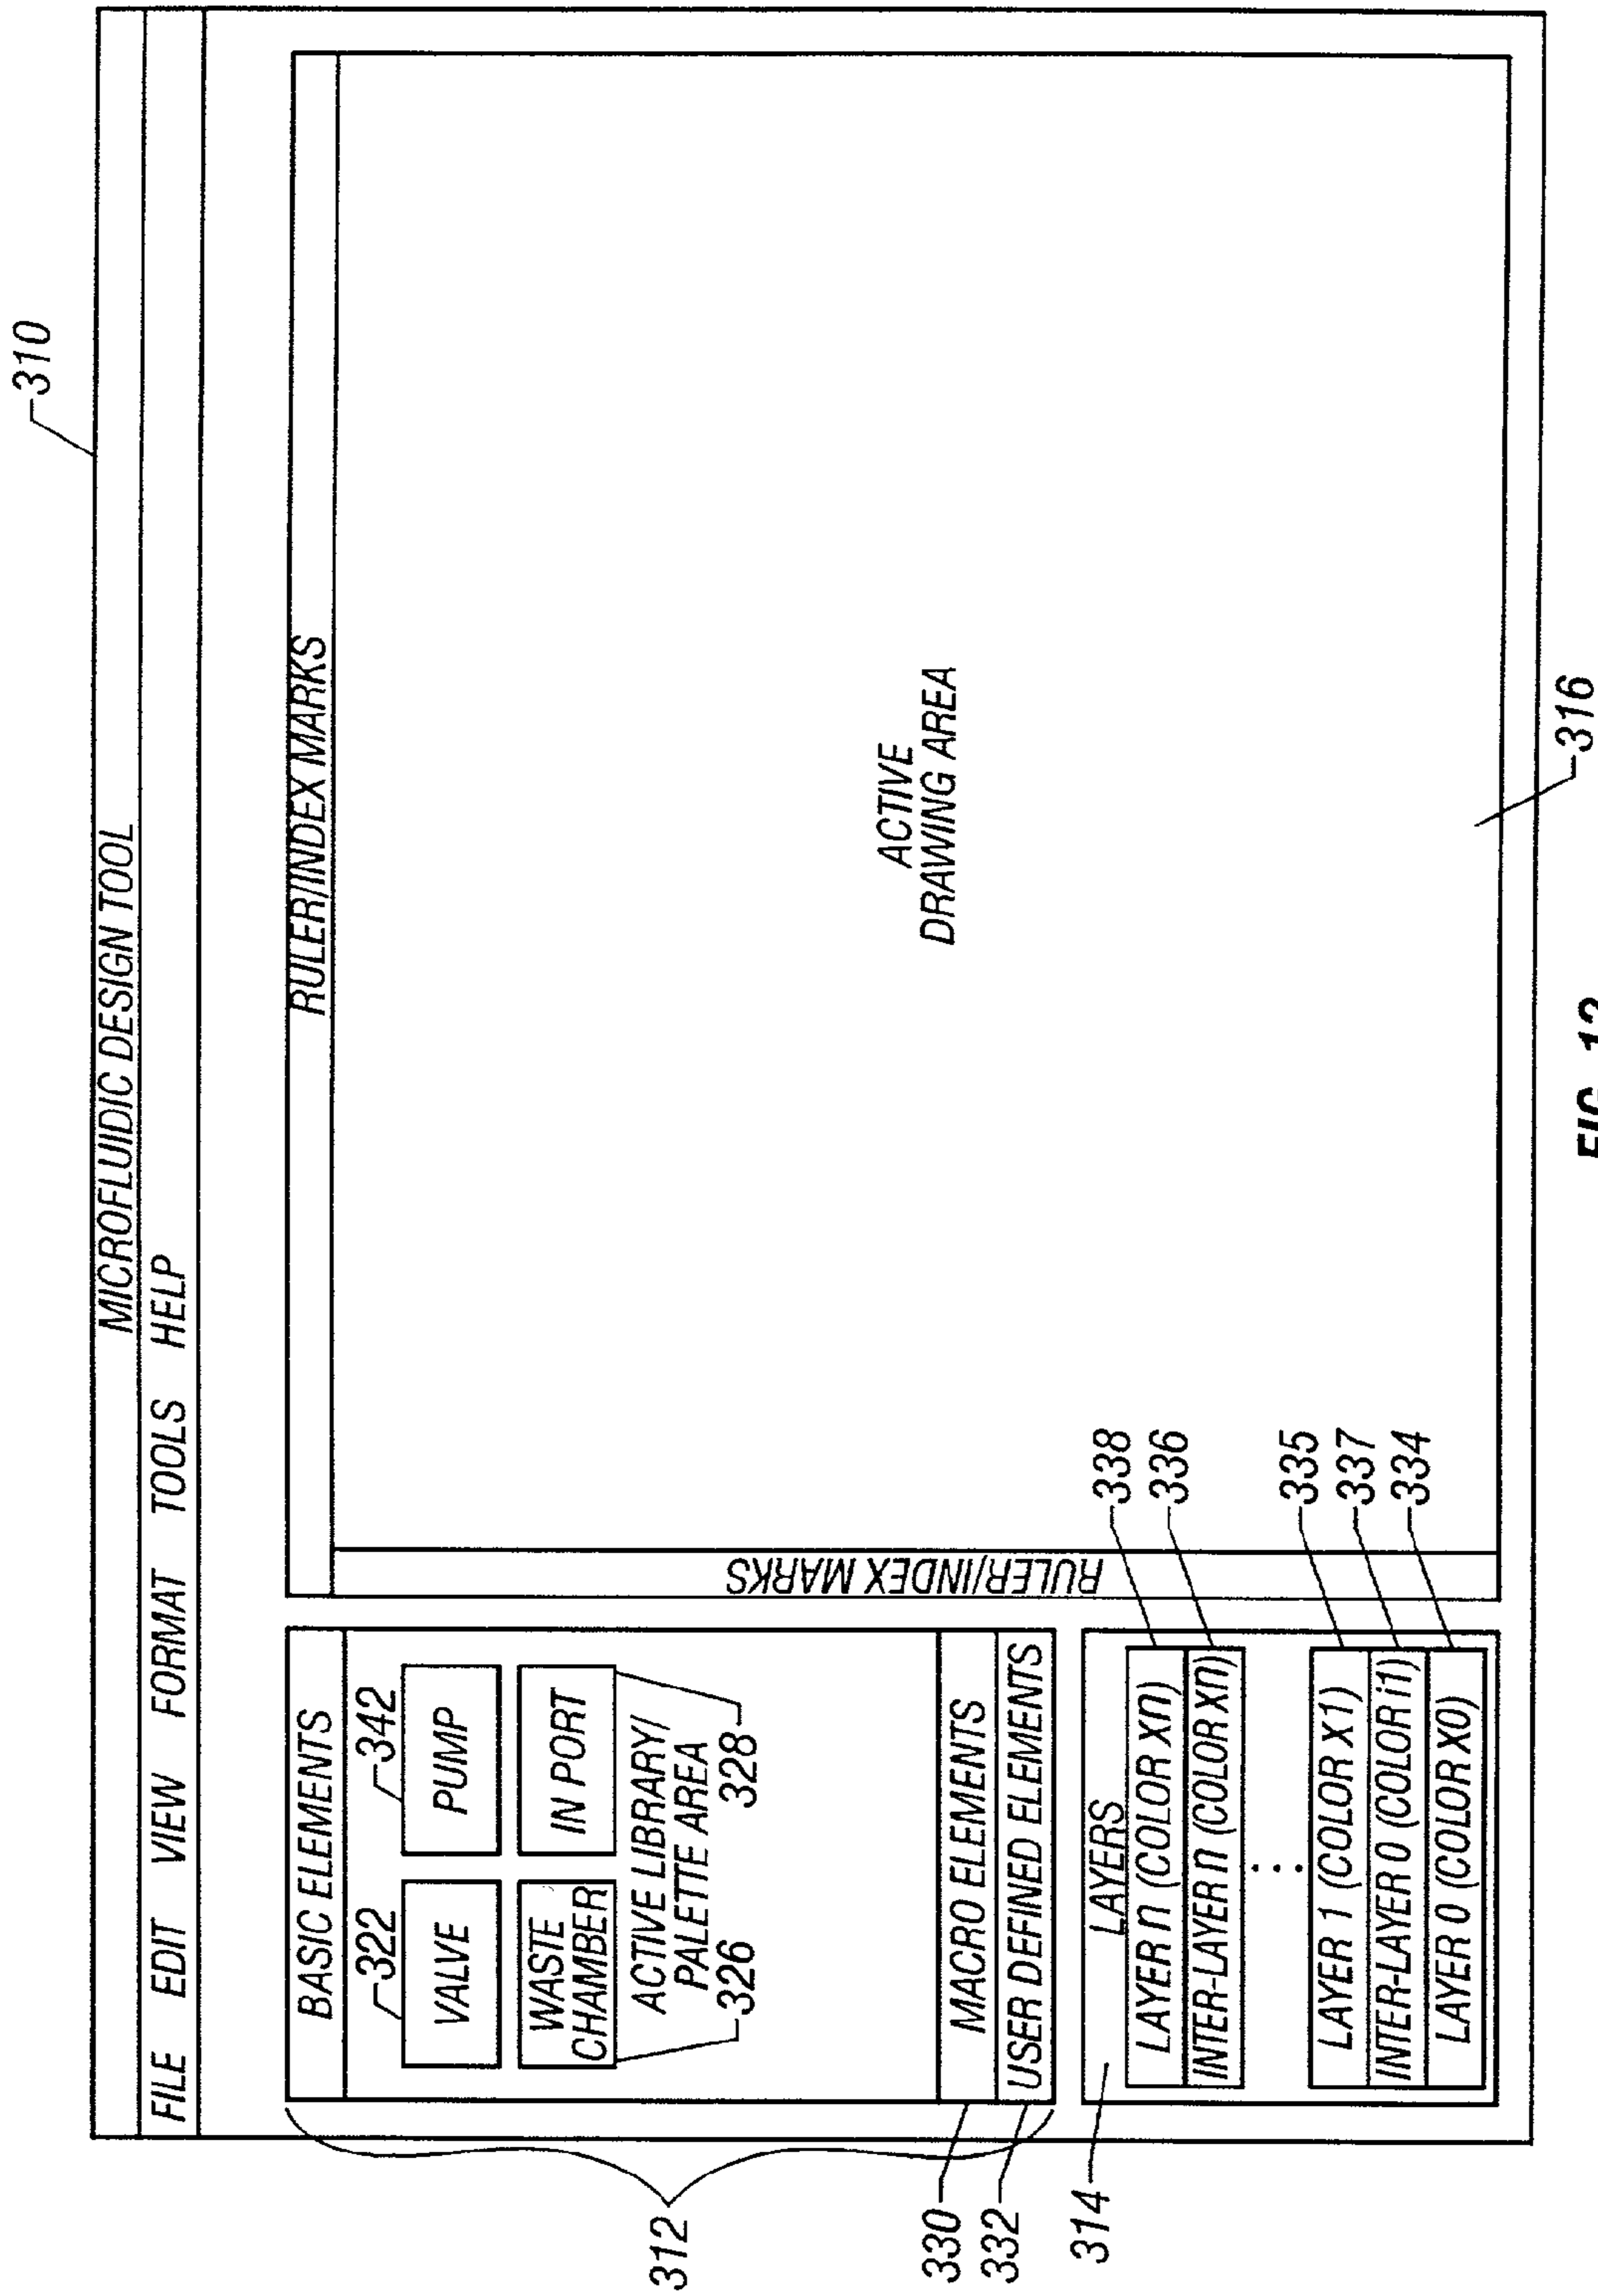 310
MICROFLUIDIC DESIGN TOOL
FILE EDIT VIEW FORMAT TOOLS HELP
312
BASIC ELEMENTS
322
342
VALVE
PUMP
WASTE
CHAMBER
IN PORT
ACTIVE LIBRARY/
PALETTE AREA
326
328
330
MACRO ELEMENTS
332
USER DEFINED ELEMENTS
RULER/INDEX MARKS
RULER/INDEX MARKS
ACTIVE
DRAWING AREA
314
LAYERS
LAYER n (COLOR Xn)
338
INTER-LAYER n (COLOR Xn)
336
...
LAYER 1 (COLOR X1)
335
INTER-LAYER 0 (COLOR i1)
337
LAYER 0 (COLOR X0)
334
316